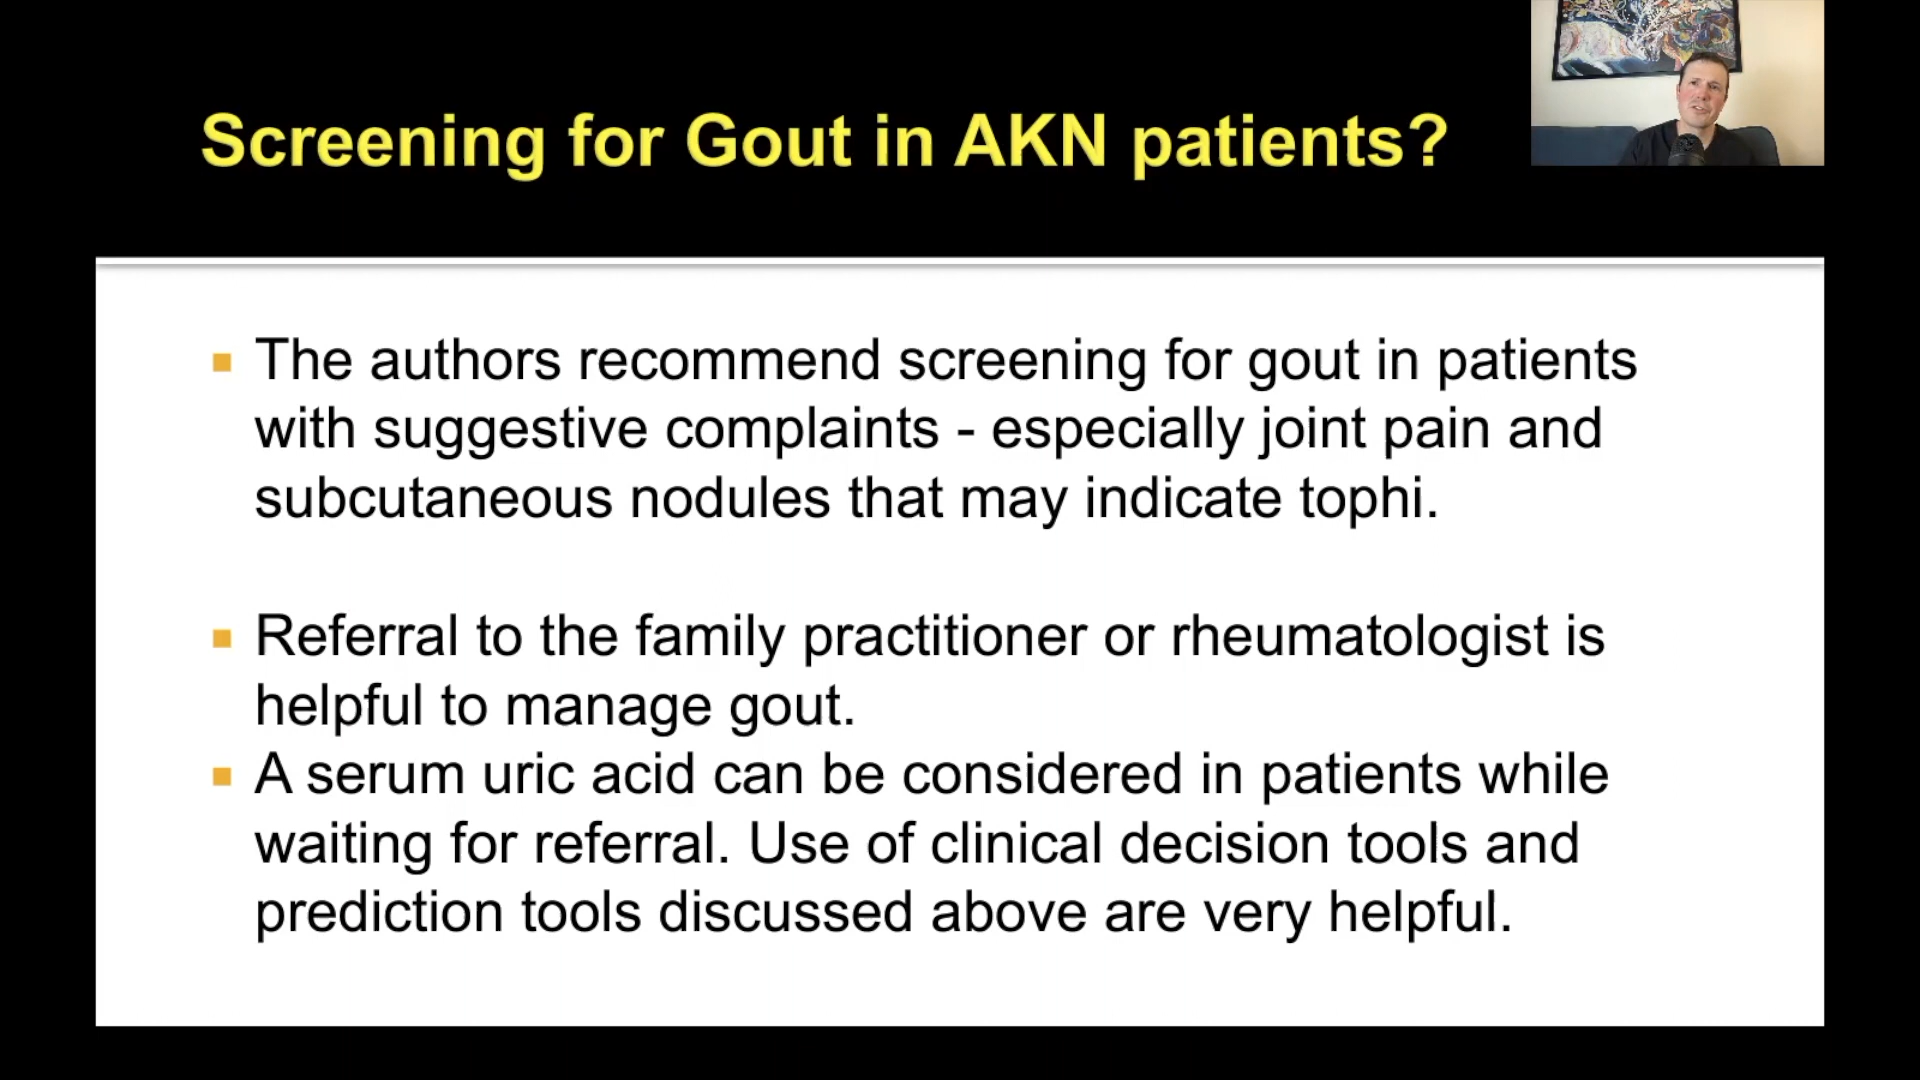 Screening for Gout in AKN patients?
The authors recommend screening for gout in patients
with suggestive complaints - especially joint pain and
subcutaneous nodules that may indicate tophi.
Referral to the family practitioner or rheumatologist is
helpful to manage gout.
A serum uric acid can be considered in patients while
waiting for referral. Use of clinical decision tools and
prediction tools discussed above are very helpful.